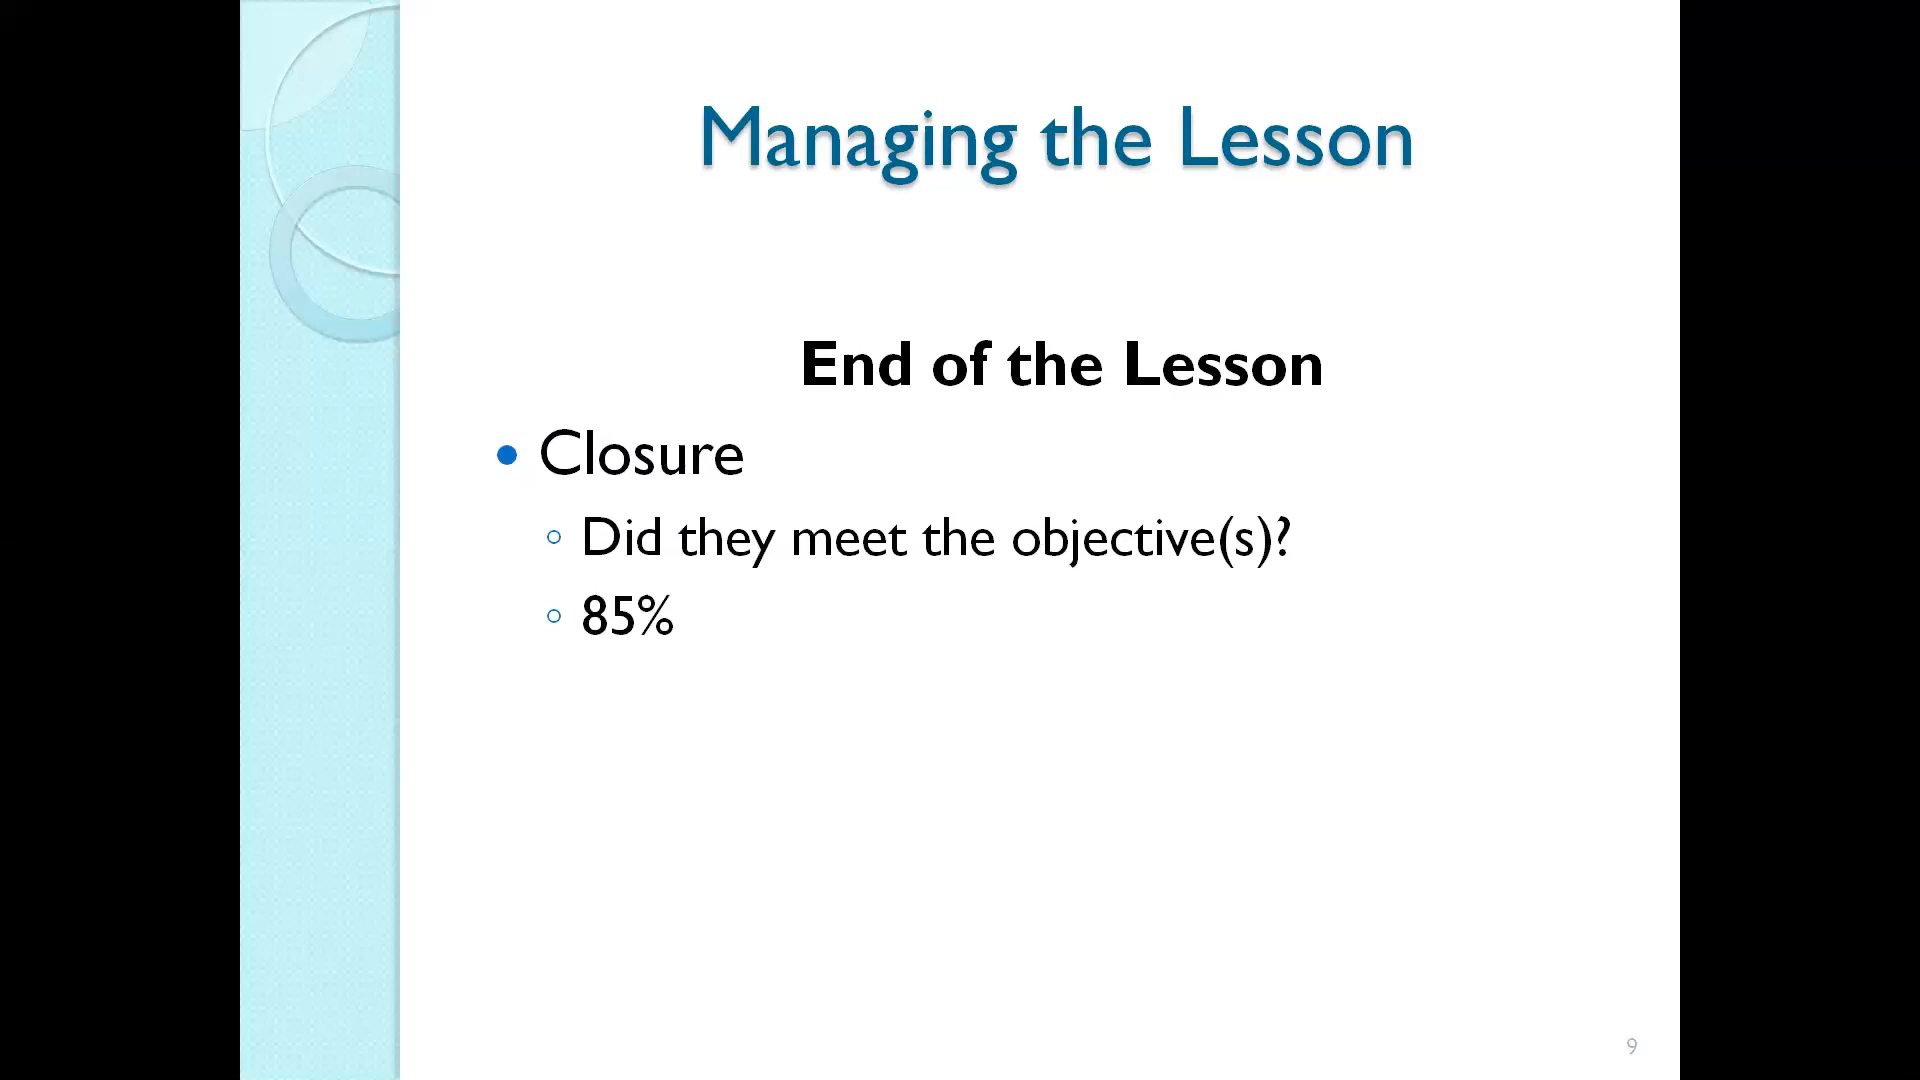 Managing the Lesson
End of the Lesson
• Closure
◦ Did they meet the objective(s)?
◦ 85%
9